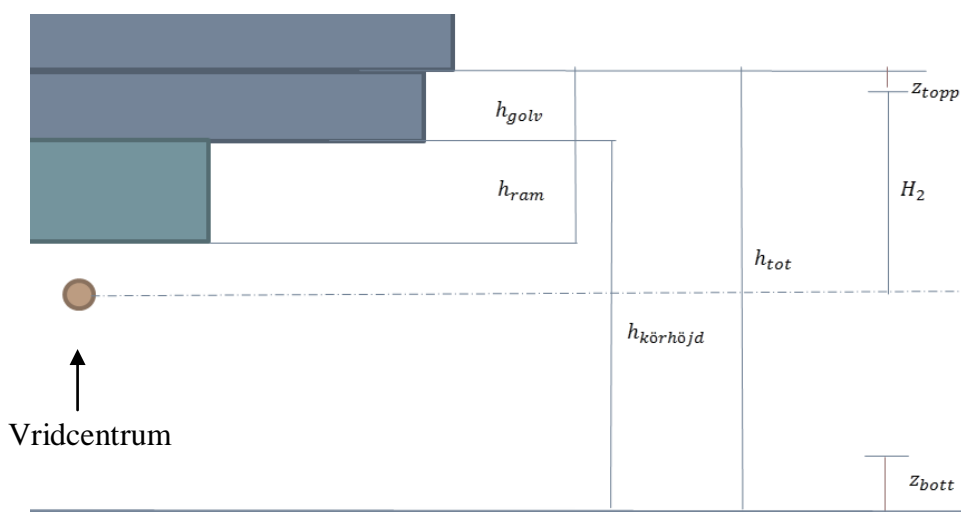 z_topp
h_golv
h_ram
H_2
h_tot
h_körhöjd
Vridcentrum
z_bott